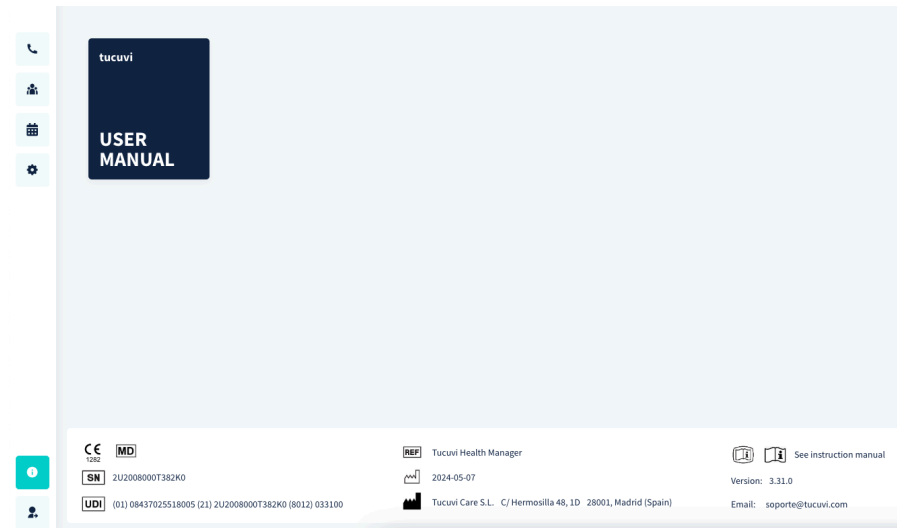 tucuvi
USER
MANUAL
CE
1282
MD
REF
Tucuvi Health Manager
See instruction manual
SN
2U2008000T382K0
2024-05-07
Version: 3.31.0
UDI
(01) 08437025518005 (21) 2U2008000T382K0 (8012) 033100
Tucuvi Care S.L. C/ Hermosilla 48, 1D 28001, Madrid (Spain)
Email: soporte@tucuvi.com